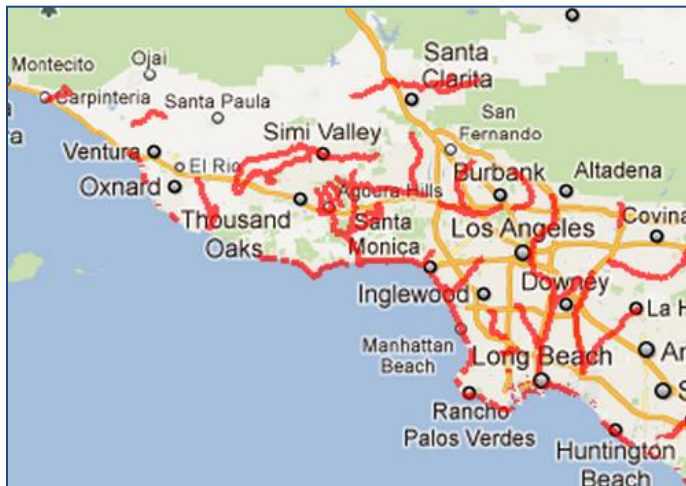 Ojai
Montecito
Carpinteria
Santa
Clarita
Santa Paula
San
Fernando
Simi Valley
Ventura
El Rio
Burbank
Altadena
Oxnard
Agoura Hills
Thousand
Oaks
Santa
Monica
Los Angeles
Covina
Inglewood
Downey
La H
Manhattan
Beach
Long Beach
An
Rancho
Palos Verdes
S
Huntington
Beach